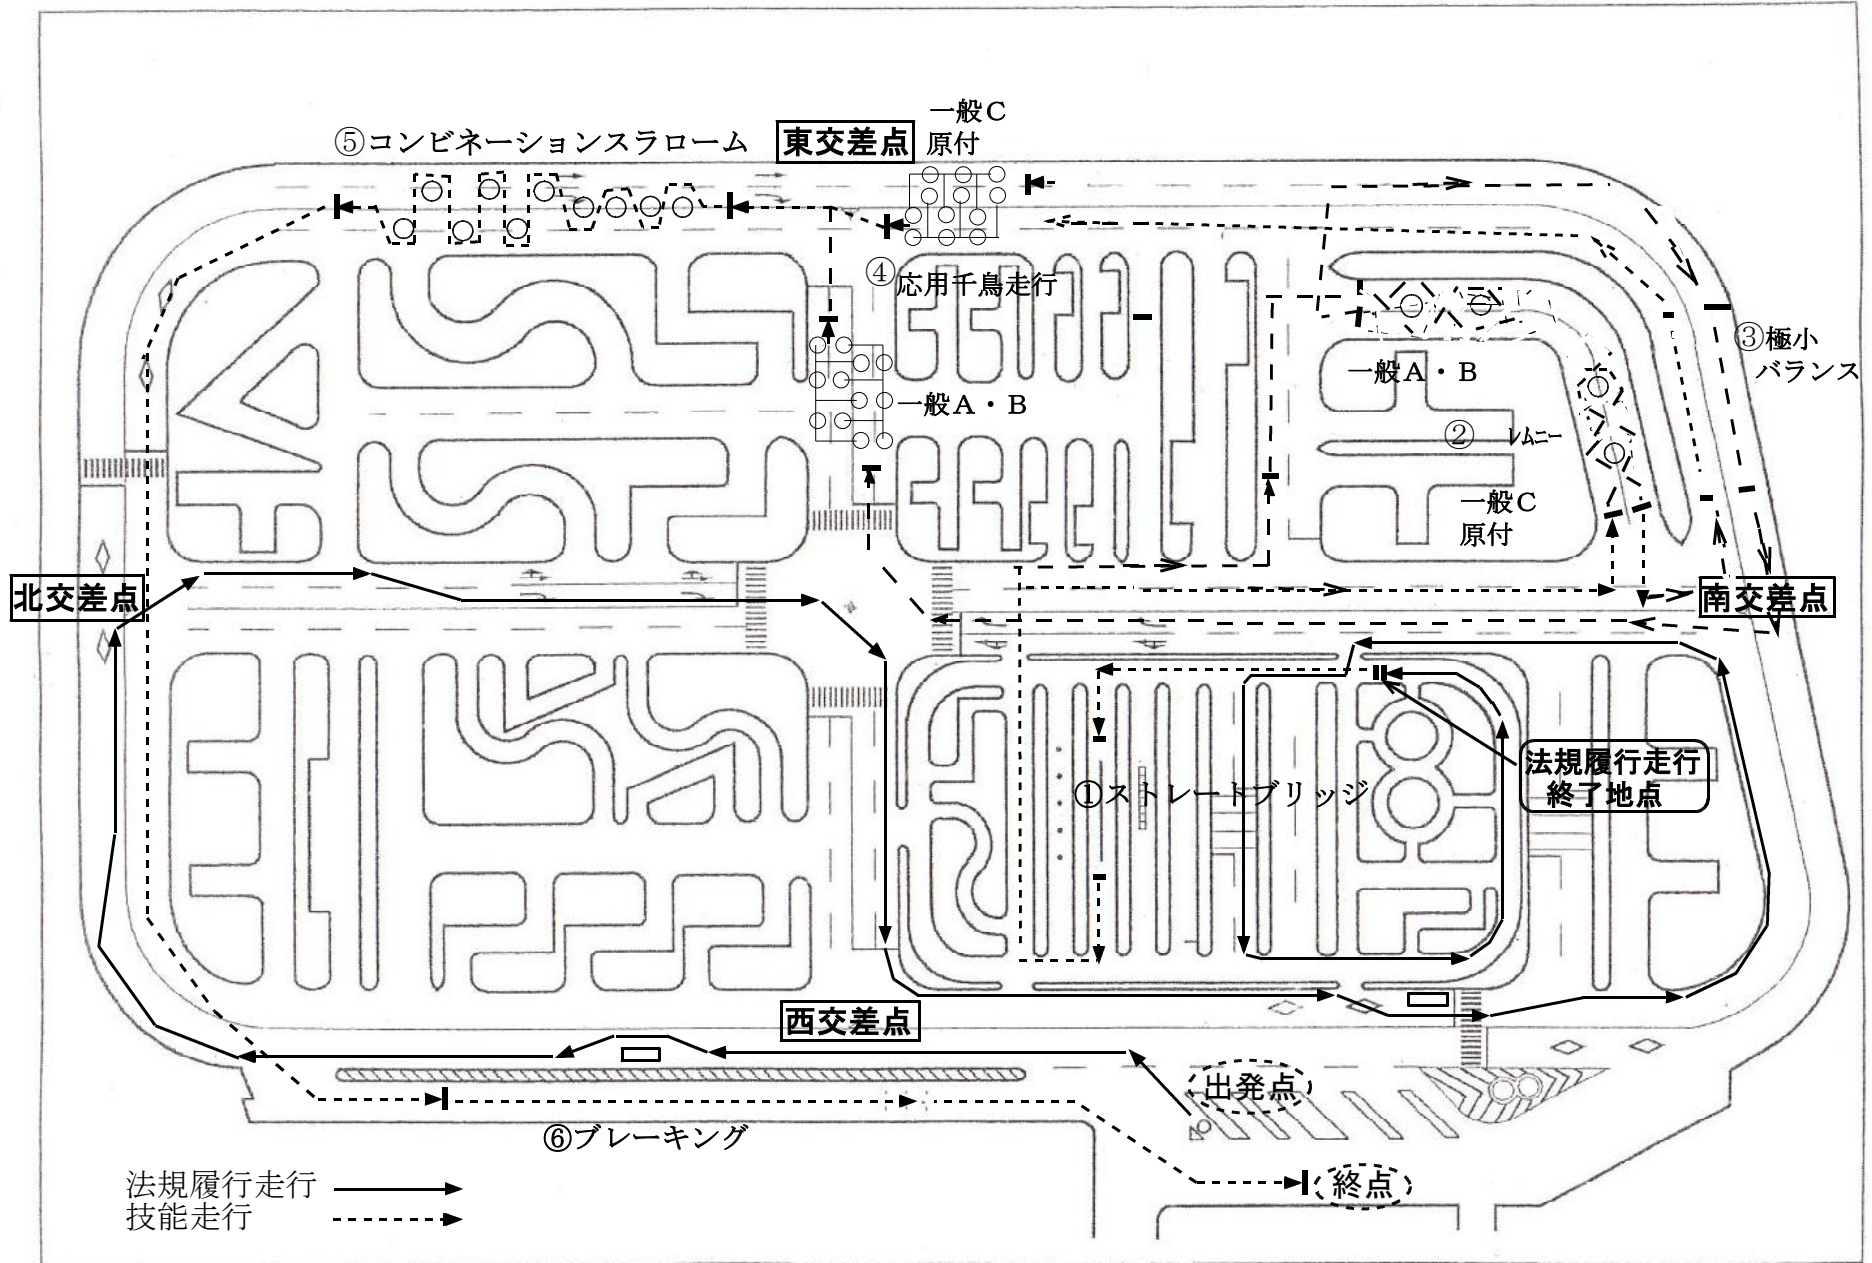 一般C
原付
⑤コンビネーションスラローム
東交差点
④
応用千鳥走行
③極小
バランス
一般A・B
一般A・B
② レムニー
一般C
原付
北交差点
南交差点
法規履行走行
終了地点
①ストレートブリッジ
西交差点
出発点
⑥ブレーキング
法規履行走行
技能走行
終点